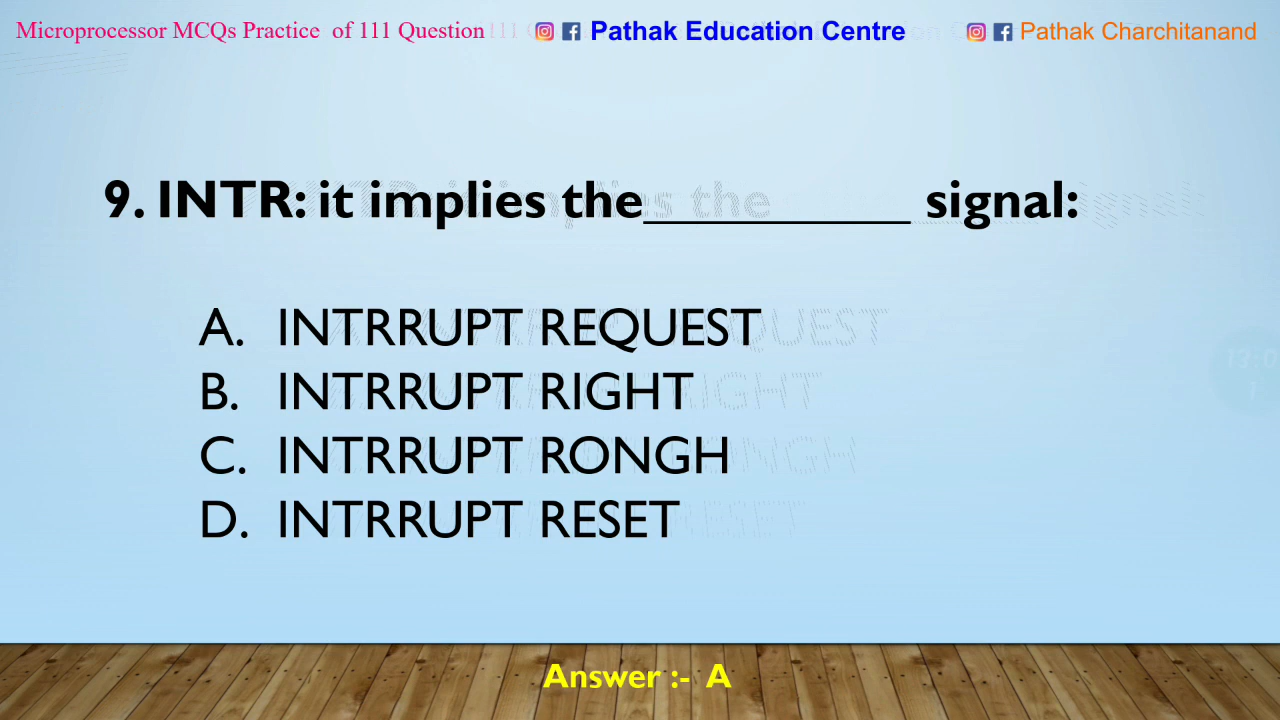 Microprocessor MCQs Practice of 111 Question Pathak Education Centre Pathak Charchitanand
9. INTR: it implies the__________ signal:
A. INTRRUPT REQUEST
B. INTRRUPT RIGHT
C. INTRRUPT RONGH
D. INTRRUPT RESET
Answer :- A